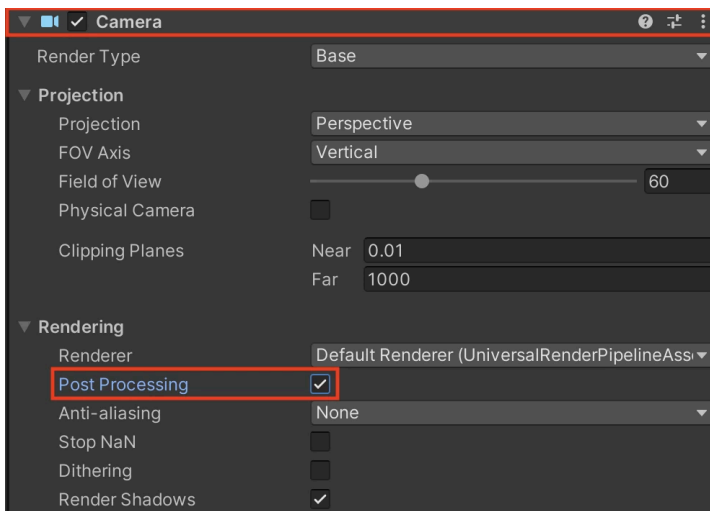 Camera
Render Type Base
Projection
Projection Perspective
FOV Axis Vertical
Field of View 60
Physical Camera
Clipping Planes Near 0.01
Far 1000
Rendering
Renderer Default Renderer (UniversalRenderPipelineAss
Post Processing
Anti-aliasing None
Stop NaN
Dithering
Render Shadows